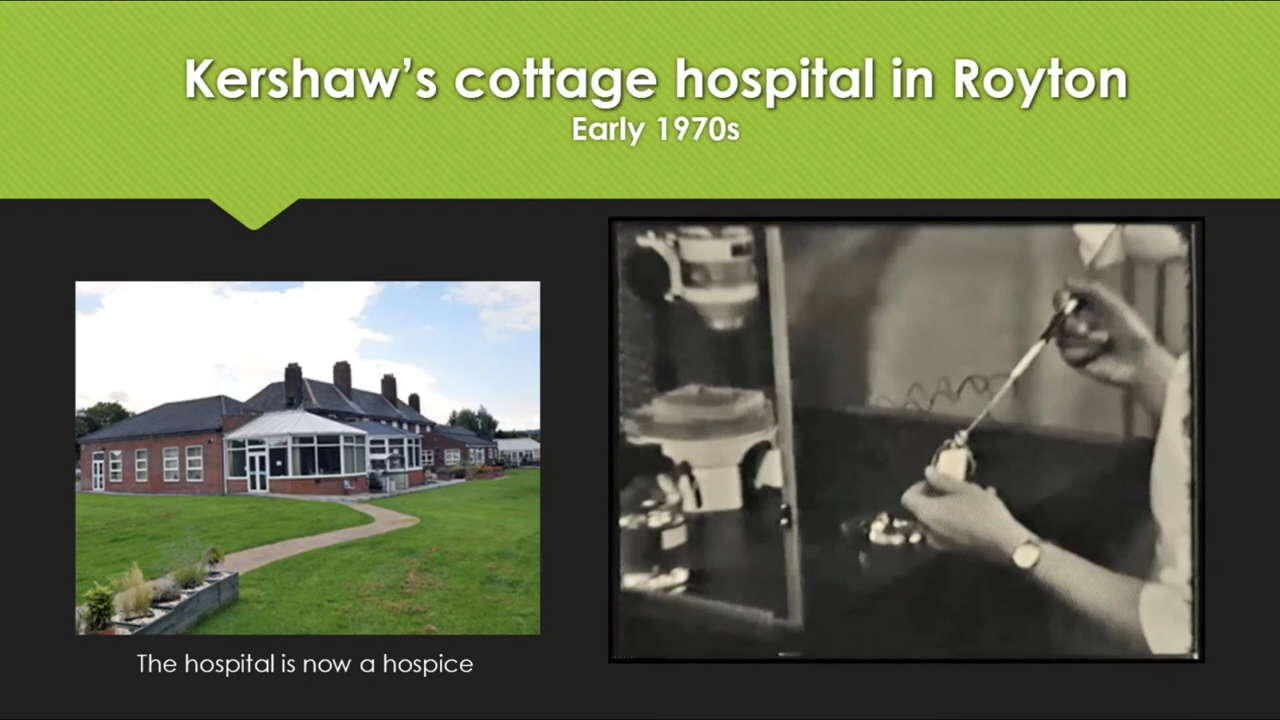 Kershaw’s cottage hospital in Royton
Early 1970s
The hospital is now a hospice